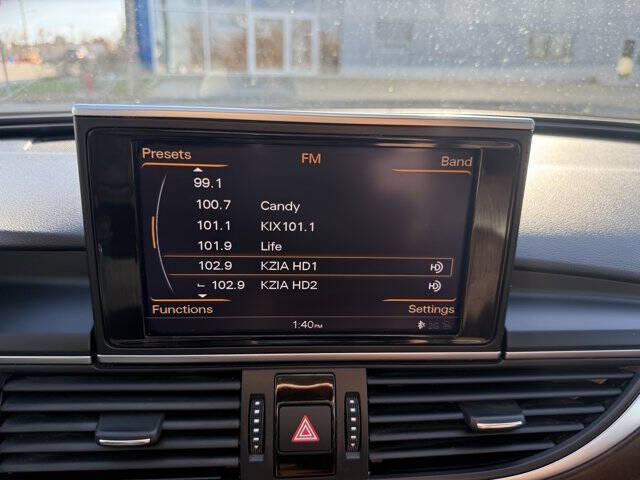 Presets FM Band
99.1
100.7 Candy
101.1 KIX101.1
101.9 Life
102.9 KZIA HD1
102.9 KZIA HD2
Functions Settings
1:40PM 3G